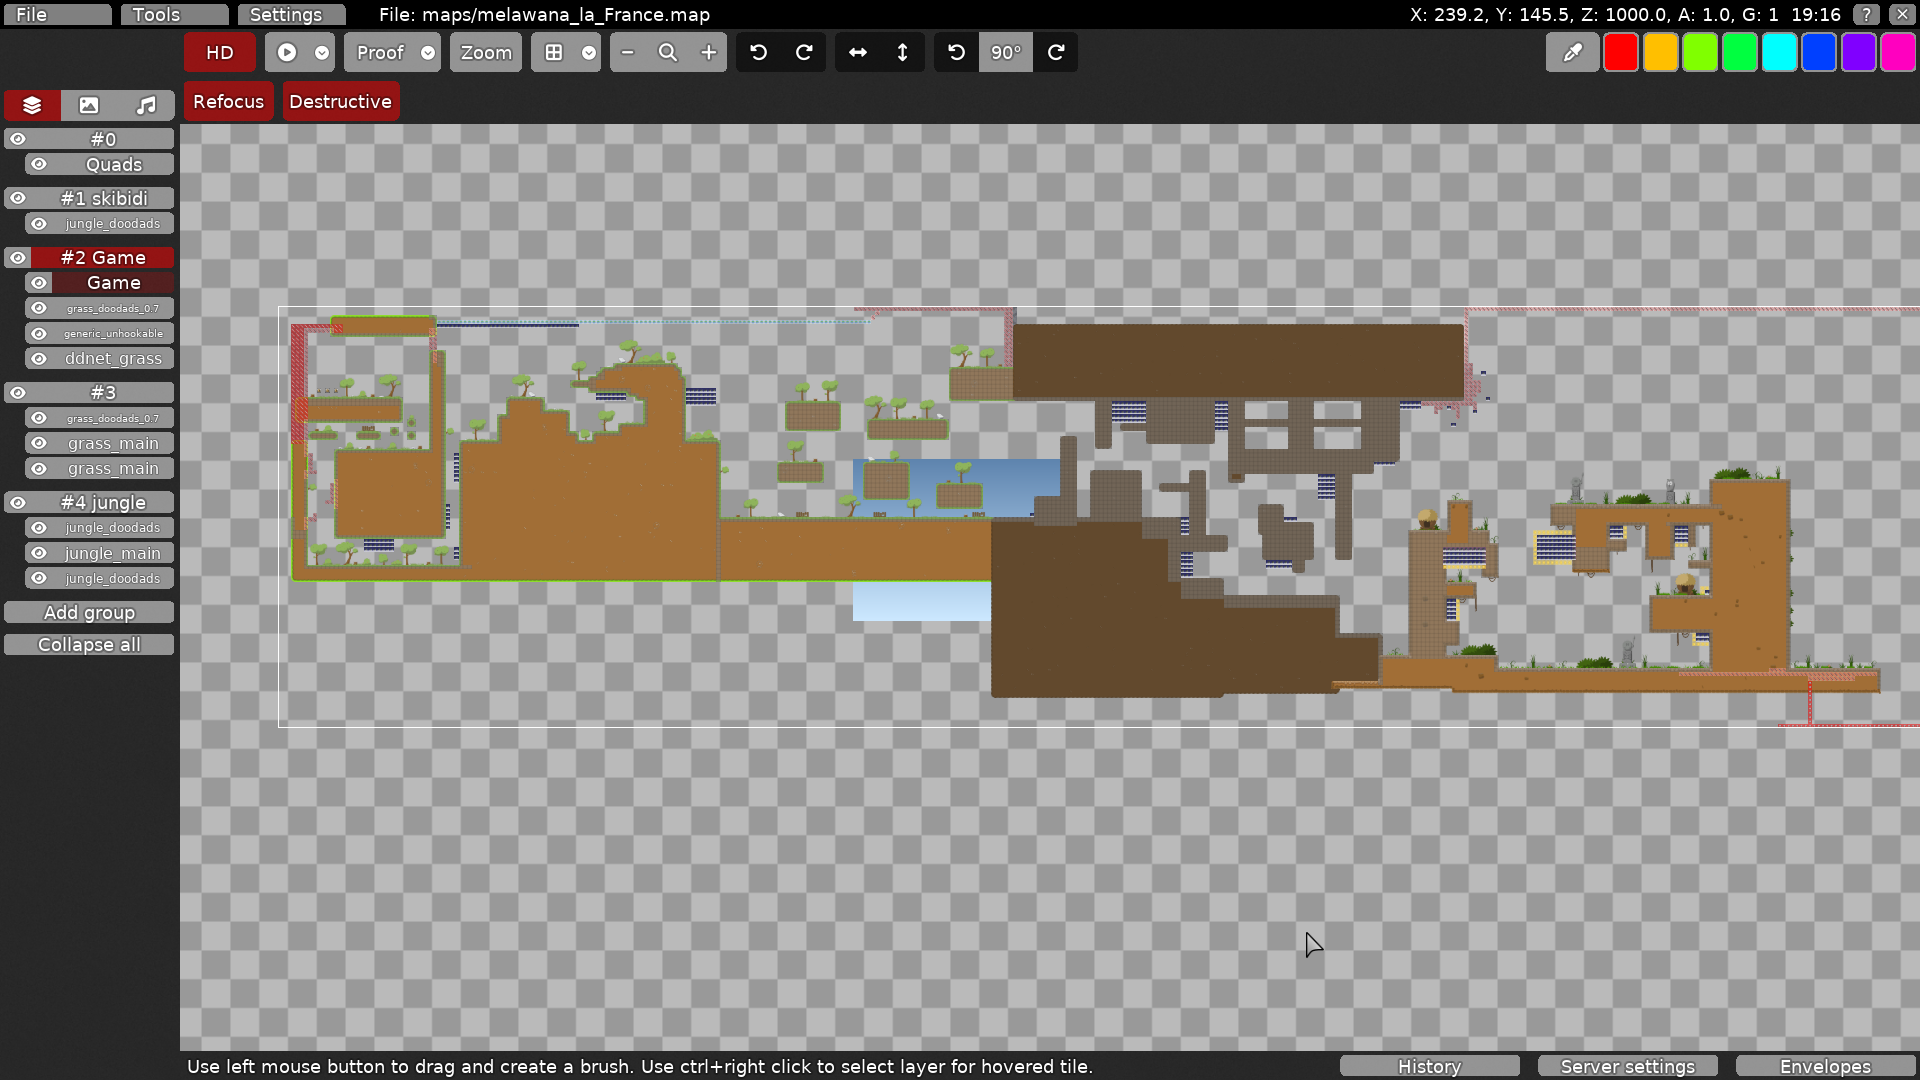 File Tools Settings File: maps/melawana_la_France.map X: 239.2, Y: 145.5, Z: 1000.0, A: 1.0, G: 1 19:16 ?
HD Proof Zoom 90°
Refocus Destructive
#0
Quads
#1 skibidi
jungle_doodads
#2 Game
Game
grass_doodads_0.7
generic_unhookable
ddnet_grass
#3
grass_doodads_0.7
grass_main
grass_main
#4 jungle
jungle_doodads
jungle_main
jungle_doodads
Add group
Collapse all
Use left mouse button to drag and create a brush. Use ctrl+right click to select layer for hovered tile. History Server settings Envelopes